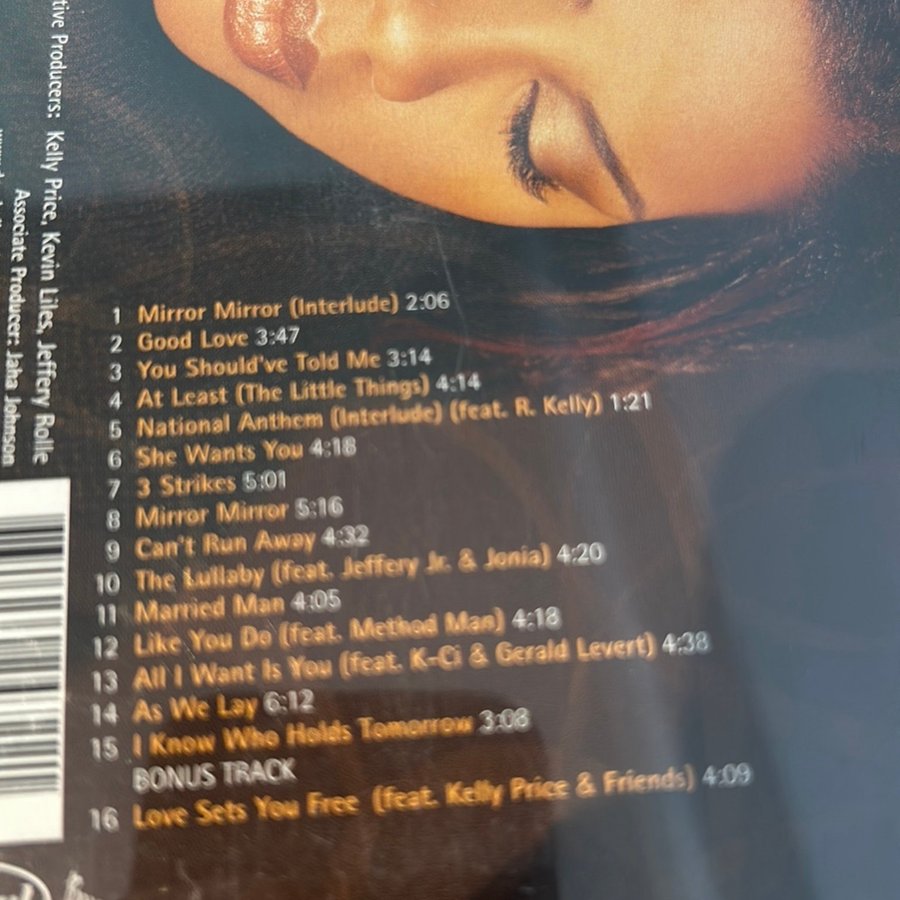 tive Producers: Kelly Price, Kevin Liles, Jeffery Rolle
Associate Producer: Jaha Johnson
1 Mirror Mirror (Interlude) 2:06
2 Good Love 3:47
3 You Should've Told Me 3:14
4 At Least (The Little Things) 4:14
5 National Anthem (Interlude) (feat. R. Kelly) 1:21
6 She Wants You 4:18
7 3 Strikes 5:01
8 Mirror Mirror 5:16
9 Can't Run Away 4:32
10 The Lullaby (feat. Jeffery Jr. & Jonia) 4:20
11 Married Man 4:05
12 Like You Do (feat. Method Man) 4:18
13 All I Want Is You (feat. K-Ci & Gerald Levert) 4:38
14 As We Lay 6:12
15 I Know Who Holds Tomorrow 3:08
BONUS TRACK
16 Love Sets You Free (feat. Kelly Price & Friends) 4:09